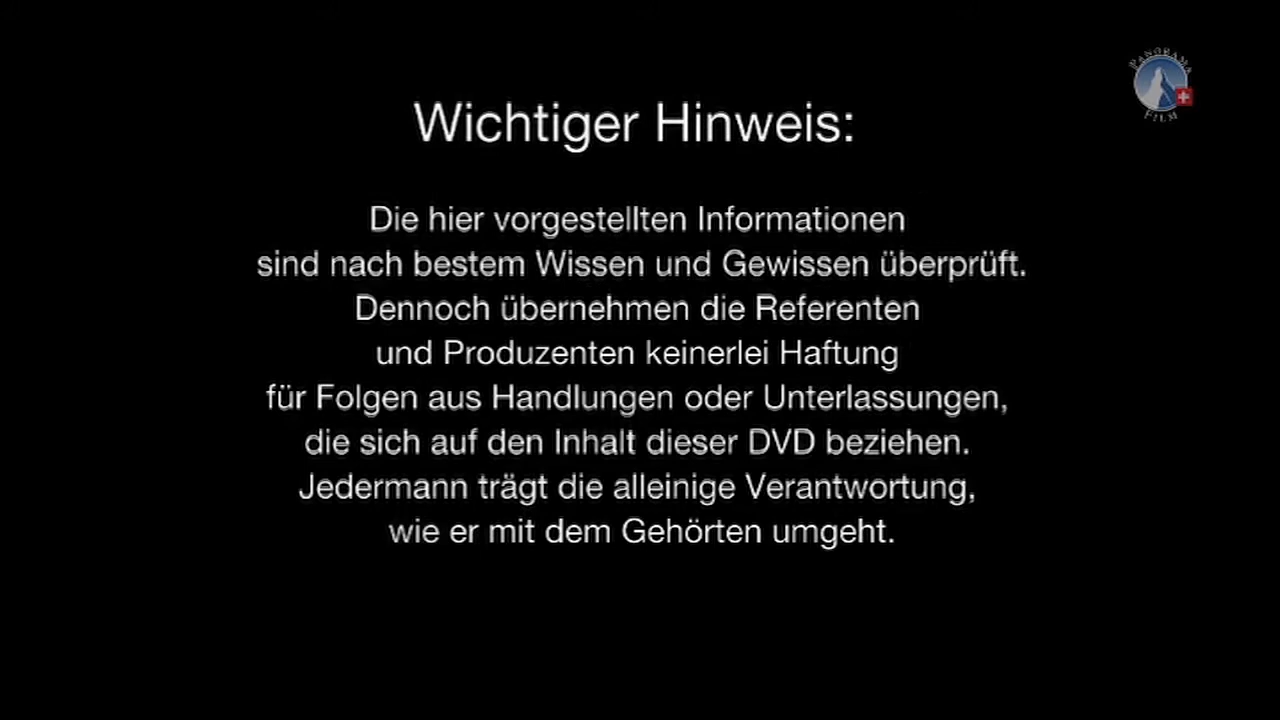 PANORAMA
FILM
Wichtiger Hinweis:
Die hier vorgestellten Informationen
sind nach bestem Wissen und Gewissen überprüft.
Dennoch übernehmen die Referenten
und Produzenten keinerlei Haftung
für Folgen aus Handlungen oder Unterlassungen,
die sich auf den Inhalt dieser DVD beziehen.
Jedermann trägt die alleinige Verantwortung,
wie er mit dem Gehörten umgeht.